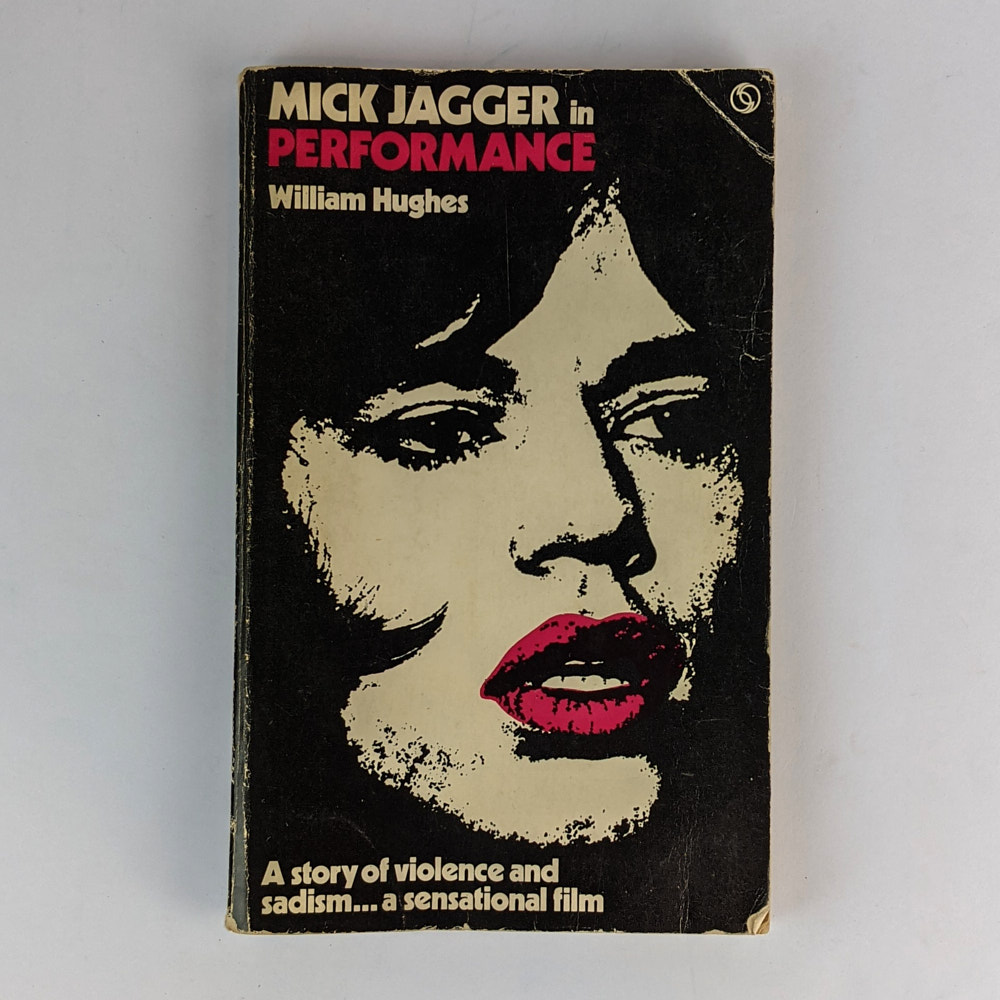 MICK JAGGER in
PERFORMANCE
William Hughes
A story of violence and
sadism... a sensational film